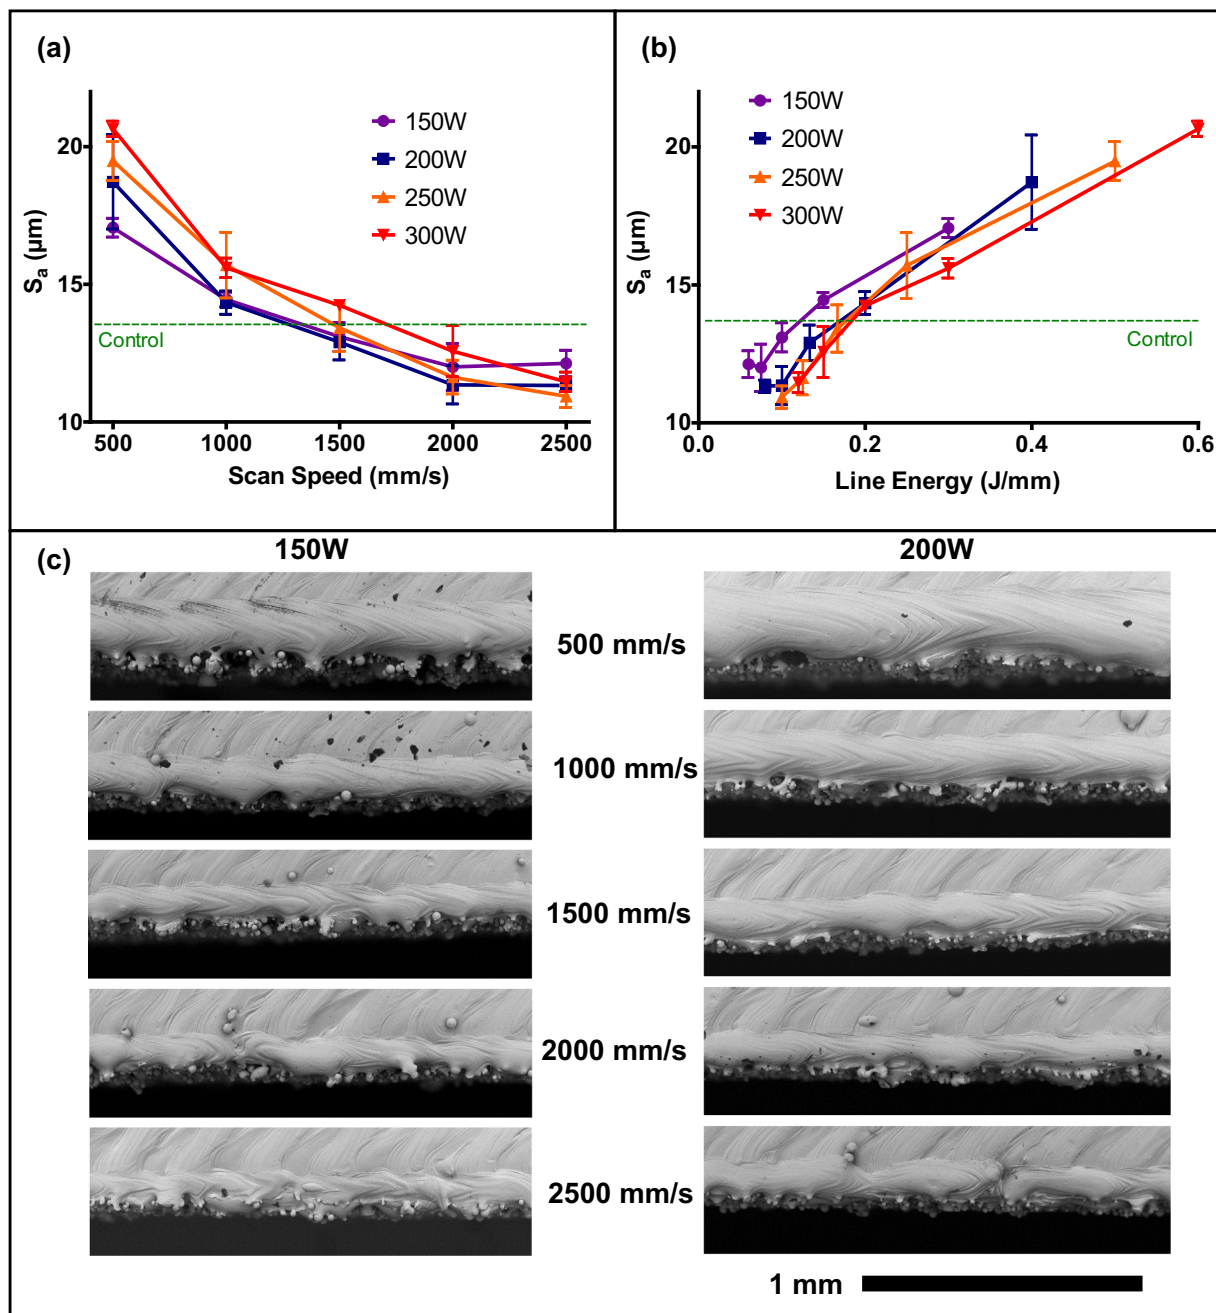 (a)
20
15
10
Sa (µm)
150W
200W
250W
300W
Control
500 1000 1500 2000 2500
Scan Speed (mm/s)
(b)
20
15
10
Sa (µm)
150W
200W
250W
300W
Control
0.0 0.2 0.4 0.6
Line Energy (J/mm)
(c)
150W 200W
500 mm/s
1000 mm/s
1500 mm/s
2000 mm/s
2500 mm/s
1 mm